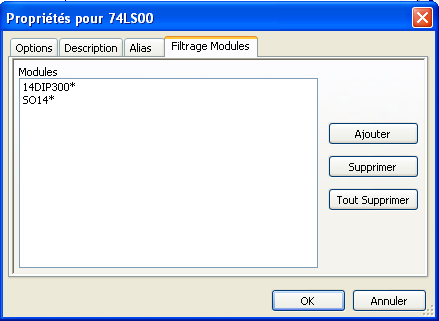 Propriétés pour 74LS00
Options Description Alias Filtrage Modules
Modules
14DIP300*
SO14*
Ajouter
Supprimer
Tout Supprimer
OK Annuler